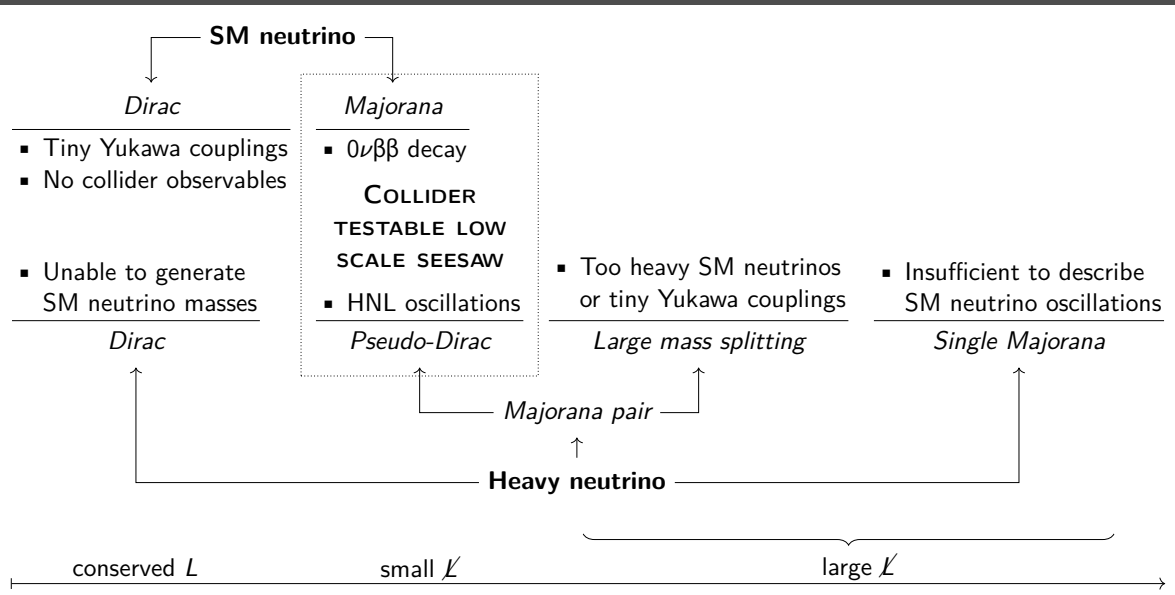 SM neutrino
Dirac
▪ Tiny Yukawa couplings
▪ No collider observables
Majorana
▪ 0νββ decay
COLLIDER
TESTABLE LOW
SCALE SEESAW
▪ HNL oscillations
Pseudo-Dirac
▪ Unable to generate
SM neutrino masses
Dirac
▪ Too heavy SM neutrinos
or tiny Yukawa couplings
Large mass splitting
▪ Insufficient to describe
SM neutrino oscillations
Single Majorana
Majorana pair
Heavy neutrino
conserved L
small L̸
large L̸